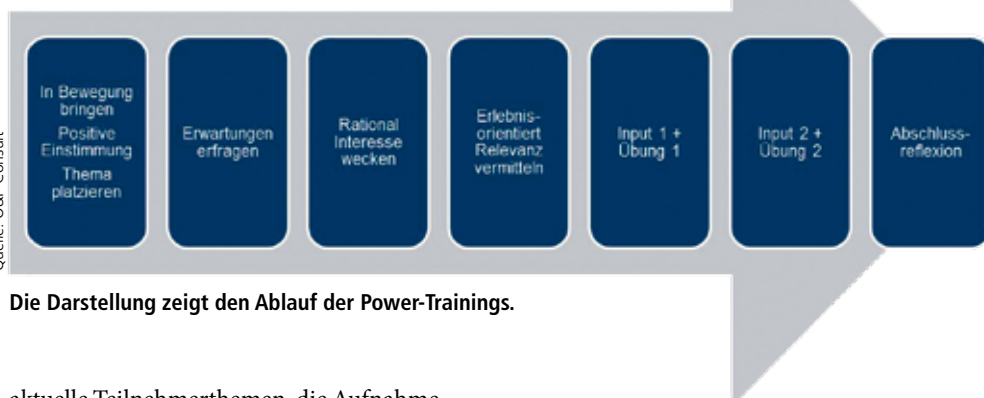 In Bewegung
bringen
Positive
Einstimmung
Thema
platzieren
Erwartungen
erfragen
Rational
Interesse
wecken
Erlebnis-
orientiert
Relevanz
vermitteln
Input 1 +
Übung 1
Input 2 +
Übung 2
Abschluss-
reflexion
Die Darstellung zeigt den Ablauf der Power-Trainings.
aktuelle Teilnehmerthemen, die Aufnahme